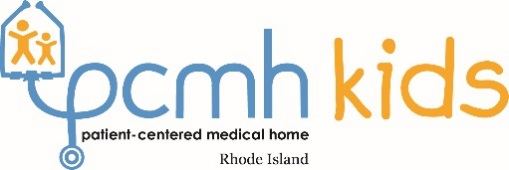 pcmh kids
patient-centered medical home
Rhode Island